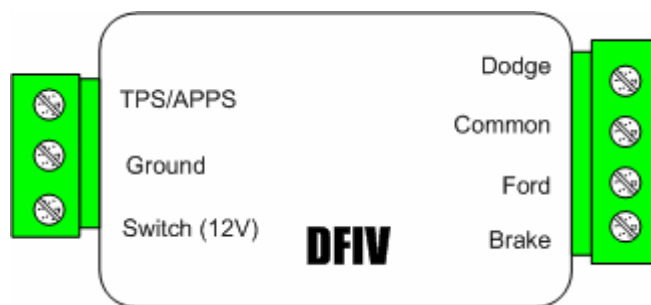 TPS/APPS
Ground
Switch (12V)
Dodge
Common
Ford
Brake
DFIV